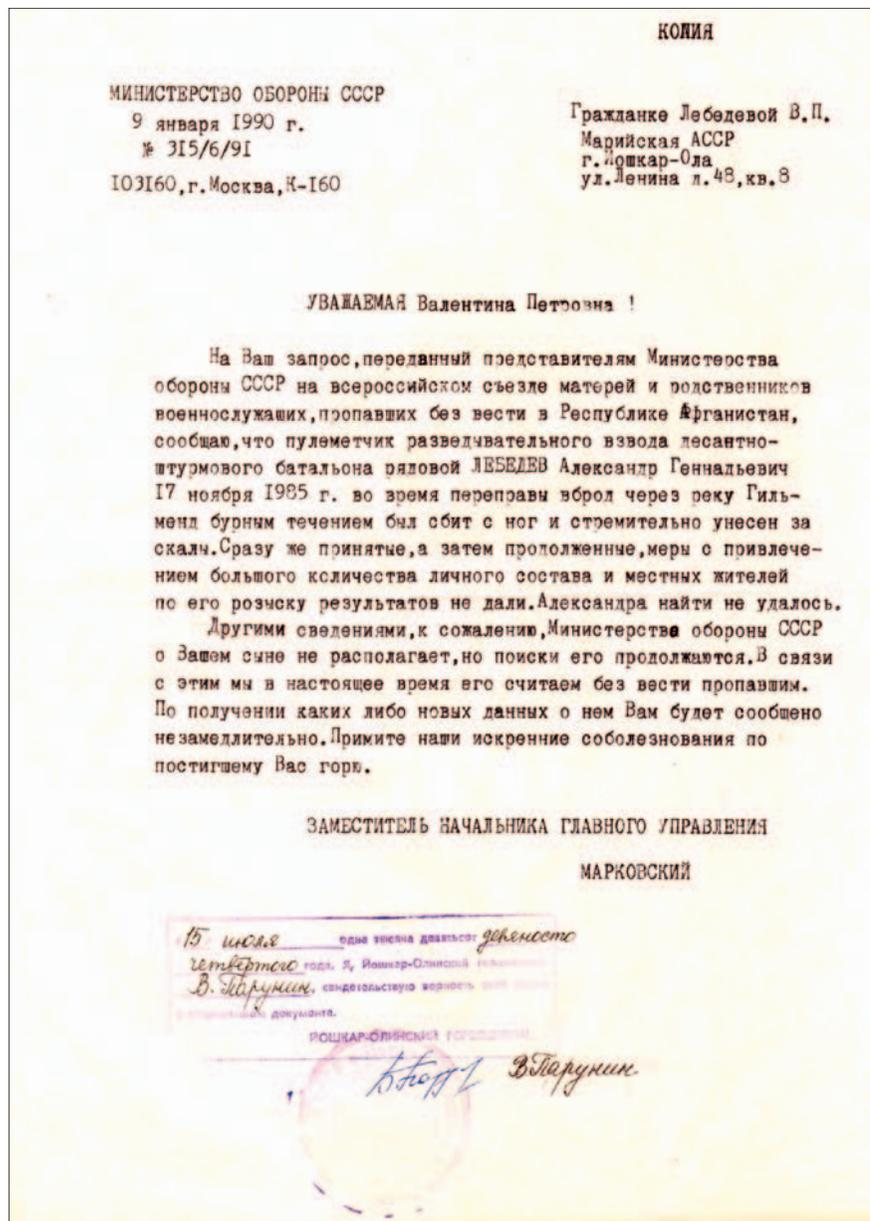 КОПИЯ
МИНИСТЕРСТВО ОБОРОНЫ СССР
9 января 1990 г.
№ 315/6/91
103160,г.Москва,К-160
Гражданке Лебедевой В.П.
Марийская АССР
г.Йошкар-Ола
ул.Ленина д.48,кв.8
УВАЖАЕМАЯ Валентина Петровна !
На Ваш запрос,переданный представителям Министерства
обороны СССР на всероссийском съезде матерей и родственников
военнослужащих,пропавших без вести в Республике Афганистан,
сообщаю,что пулеметчик разведывательного взвода десантно-
штурмового батальона рядовой ЛЕБЕДЕВ Александр Геннадьевич
17 ноября 1985 г. во время переправы вброд через реку Гиль-
менд бурным течением был сбит с ног и стремительно унесен за
скалы.Сразу же принятые,а затем продолженные,меры с привлече-
нием большого количества личного состава и местных жителей
по его розыску результатов не дали.Александра найти не удалось.
Другими сведениями,к сожалению,Министерство обороны СССР
о Вашем сыне не располагает,но поиски его продолжаются.В связи
с этим мы в настоящее время его считаем без вести пропавшим.
По получении каких либо новых данных о нем Вам будет сообщено
незамедлительно.Примите наши искренние соболезнования по
постигшему Вас горю.
ЗАМЕСТИТЕЛЬ НАЧАЛЬНИКА ГЛАВНОГО УПРАВЛЕНИЯ
МАРКОВСКИЙ
15 июля одна тысяча девятьсот девяносто
четвёртого года. Я, Йошкар-Олинский
В. Парунин, свидетельствую верность
документа.
ЙОШКАР-ОЛИНСКИЙ
В Парунин